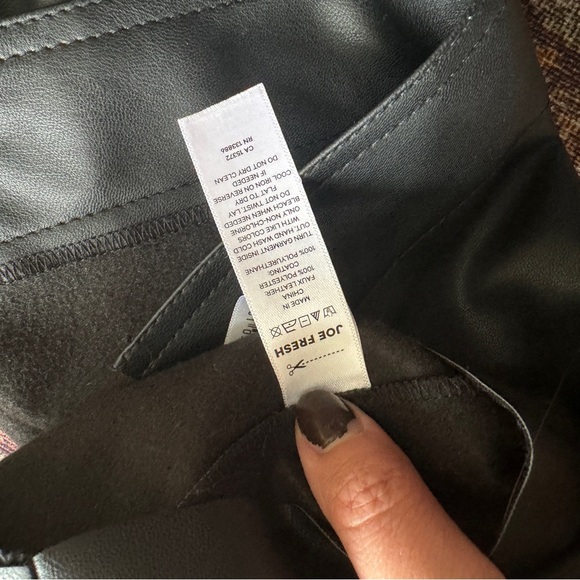 JOE FRESH
MADE IN
CHINA
FAUX LEATHER:
100% POLYESTER
COATING:
100% POLYURETHANE
TURN GARMENT INSIDE
OUT. HAND WASH COLD
WITH LIKE COLORS
ONLY NON-CHLORINE
BLEACH WHEN NEEDED
DO NOT TWIST. LAY
FLAT TO DRY
COOL IRON ON REVERSE
IF NEEDED
DO NOT DRY CLEAN
CA 15372
RN 133866